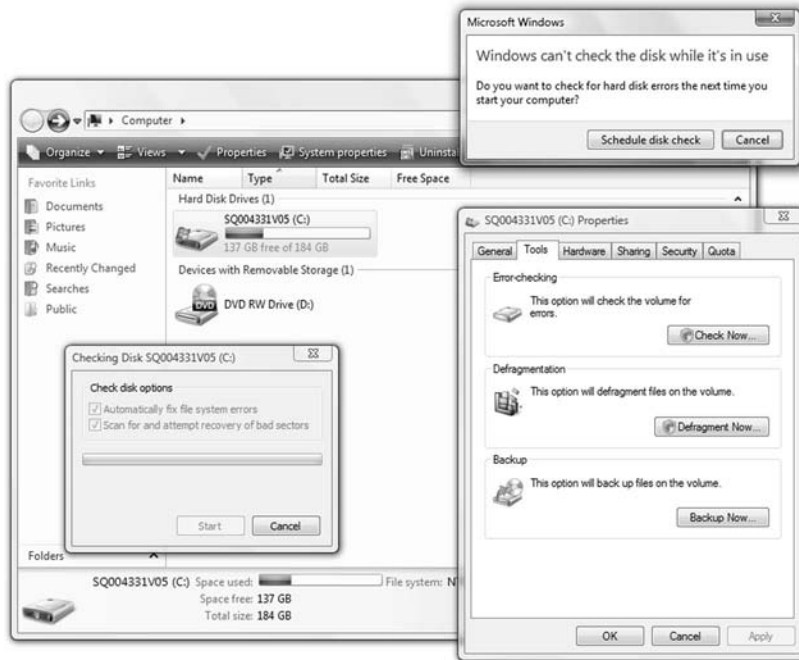 Microsoft Windows
Windows can't check the disk while it's in use
Do you want to check for hard disk errors the next time you
start your computer?
Schedule disk check
Cancel
Computer
Organize
Views
Properties
System properties
Uninstal
Favorite Links
Documents
Pictures
Music
Recently Changed
Searches
Public
Folders
Name
Type
Total Size
Free Space
Hard Disk Drives (1)
SQ004331V05 (C:)
137 GB free of 184 GB
Devices with Removable Storage (1)
DVD
DVD RW Drive (D:)
Checking Disk SQ004331V05 (C:)
Check disk options
Automatically fix file system errors
Scan for and attempt recovery of bad sectors
Start
Cancel
SQ004331V05 (C:) Space used:
File system: N
Space free: 137 GB
Total size: 184 GB
SQ004331V05 (C:) Properties
General
Tools
Hardware
Sharing
Security
Quota
Error-checking
This option will check the volume for
errors.
Check Now...
Defragmentation
This option will defragment files on the volume.
Defragment Now...
Backup
This option will back up files on the volume.
Backup Now...
OK
Cancel
Apply